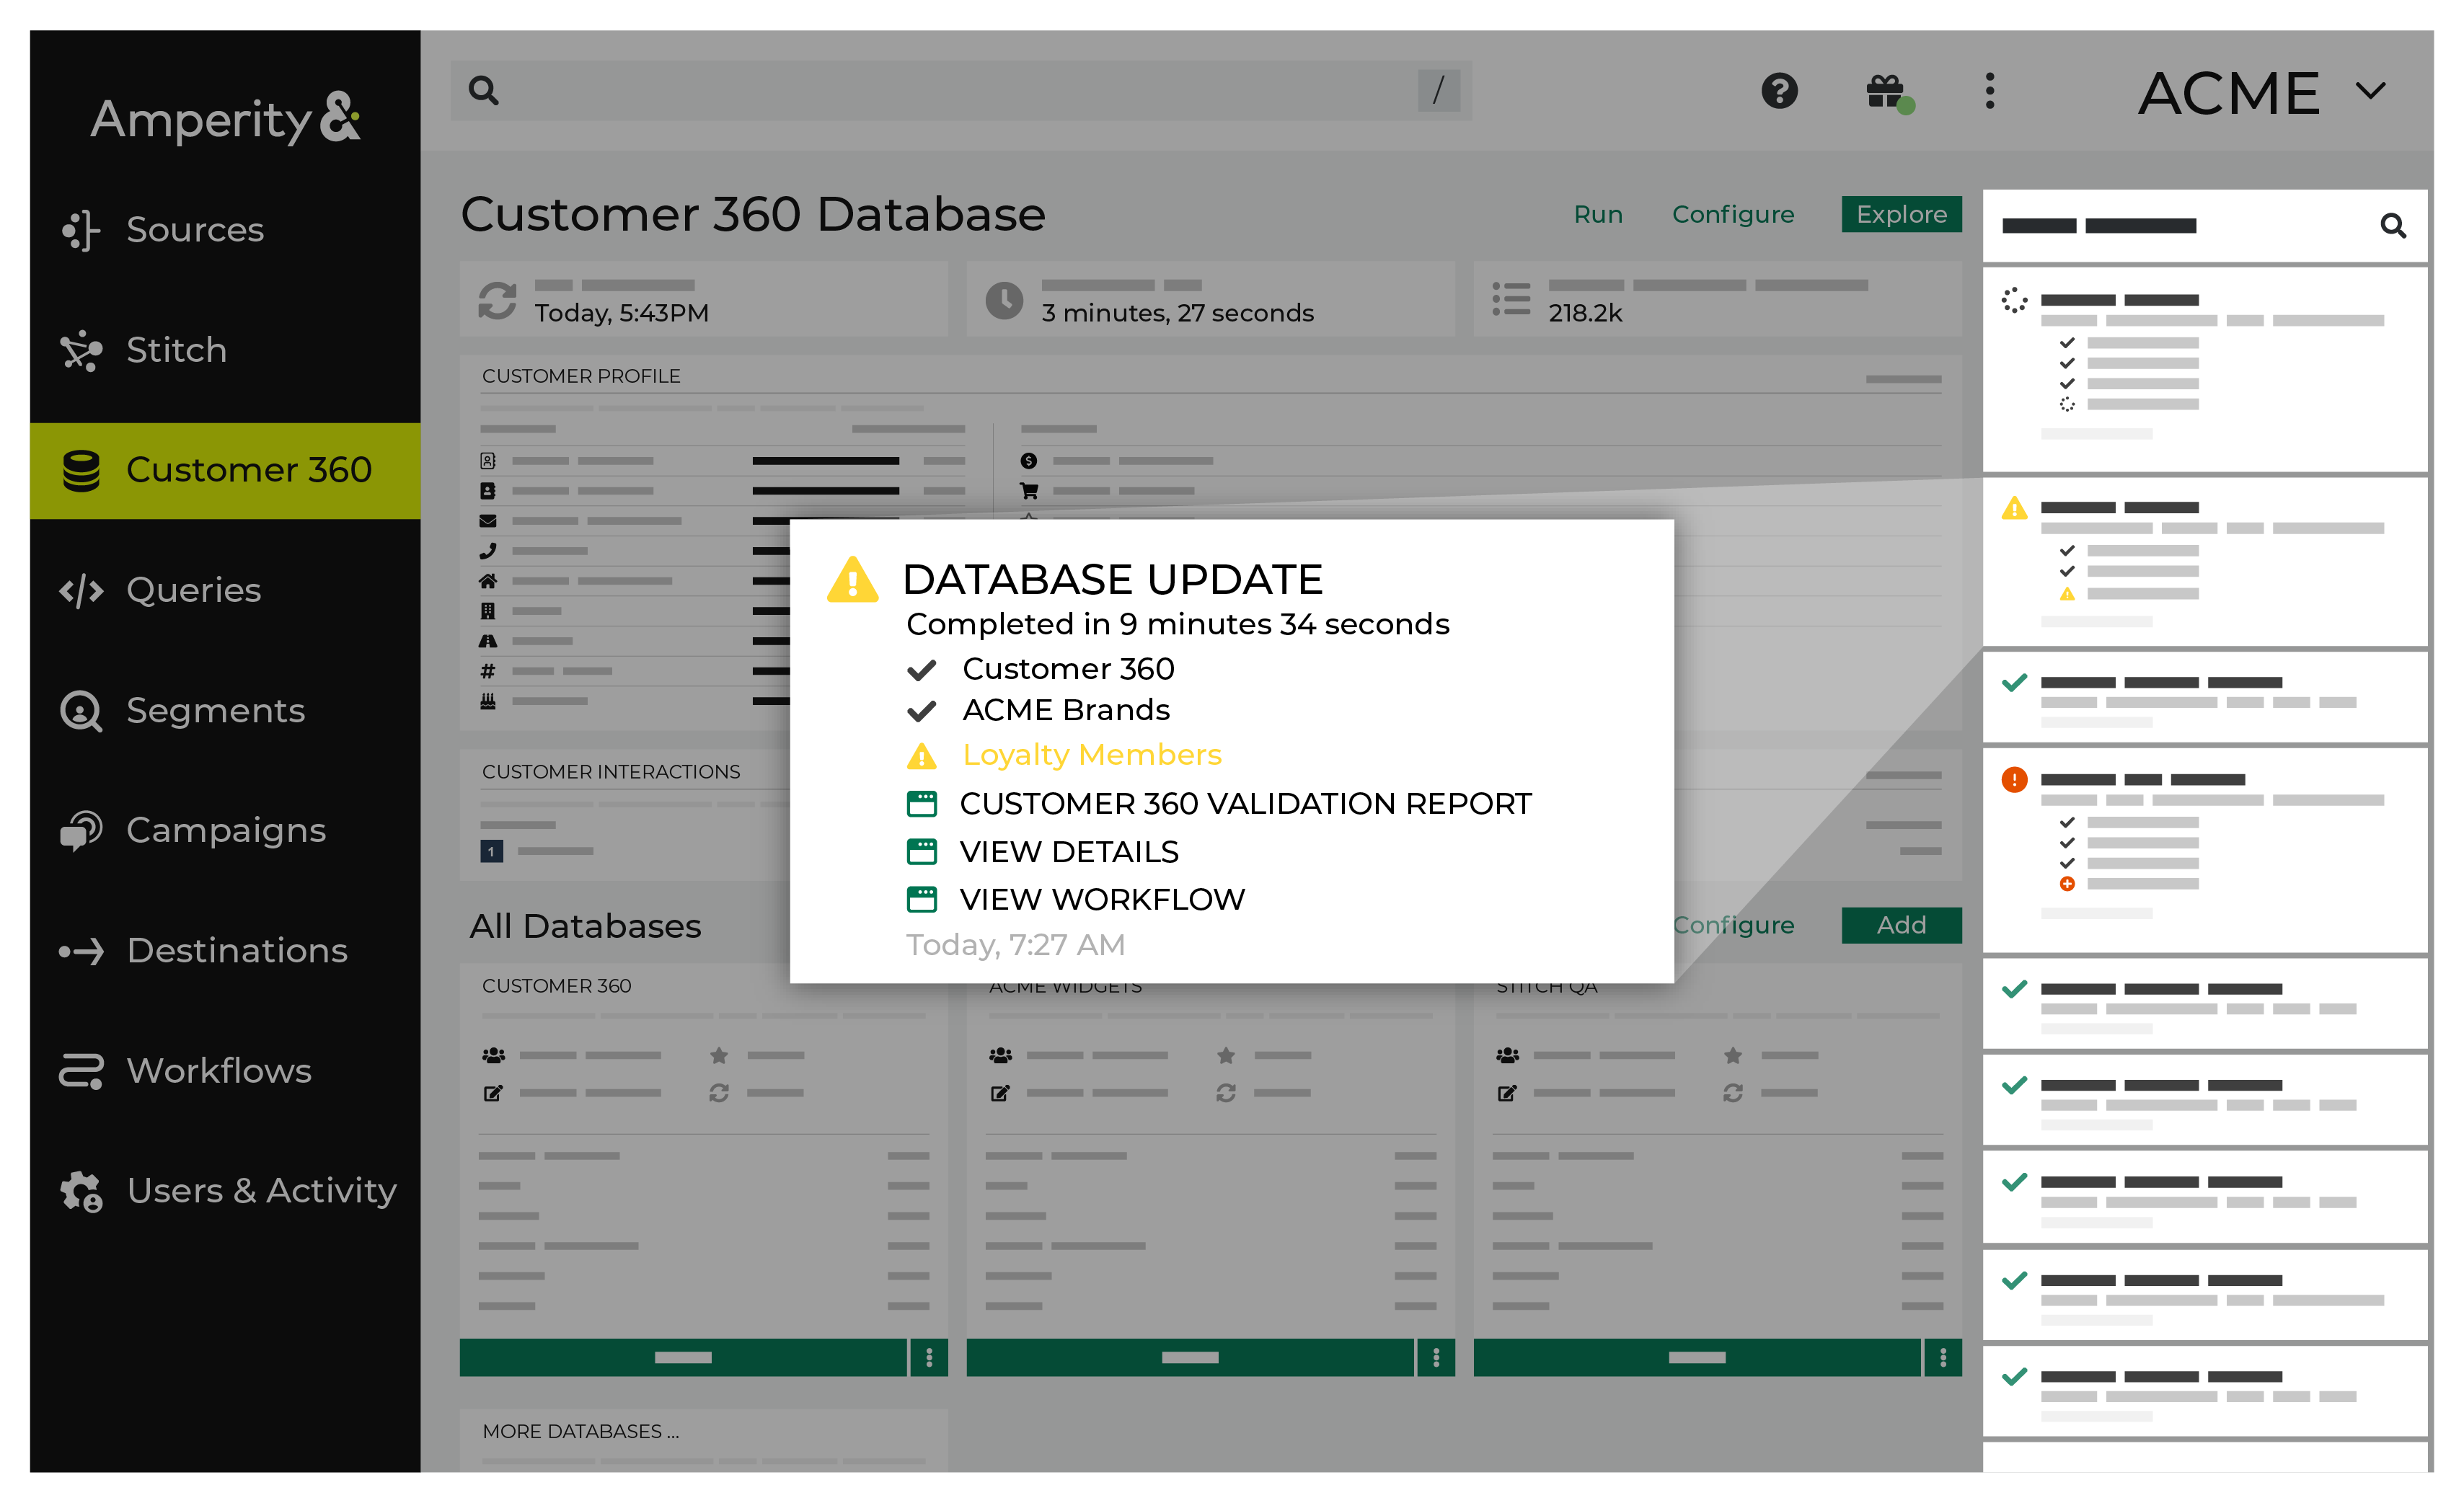 Amperity&
Sources
Stitch
Customer 360
Queries
Segments
Campaigns
Destinations
Workflows
Users & Activity
/
ACME
Customer 360 Database
Run
Configure
Explore
Today, 5:43PM
3 minutes, 27 seconds
218.2k
CUSTOMER PROFILE
DATABASE UPDATE
Completed in 9 minutes 34 seconds
Customer 360
ACME Brands
Loyalty Members
CUSTOMER 360 VALIDATION REPORT
VIEW DETAILS
VIEW WORKFLOW
Today, 7:27 AM
CUSTOMER INTERACTIONS
1
All Databases
Configure
Add
CUSTOMER 360
ACME WIDGETS
STITCH QA
MORE DATABASES ...